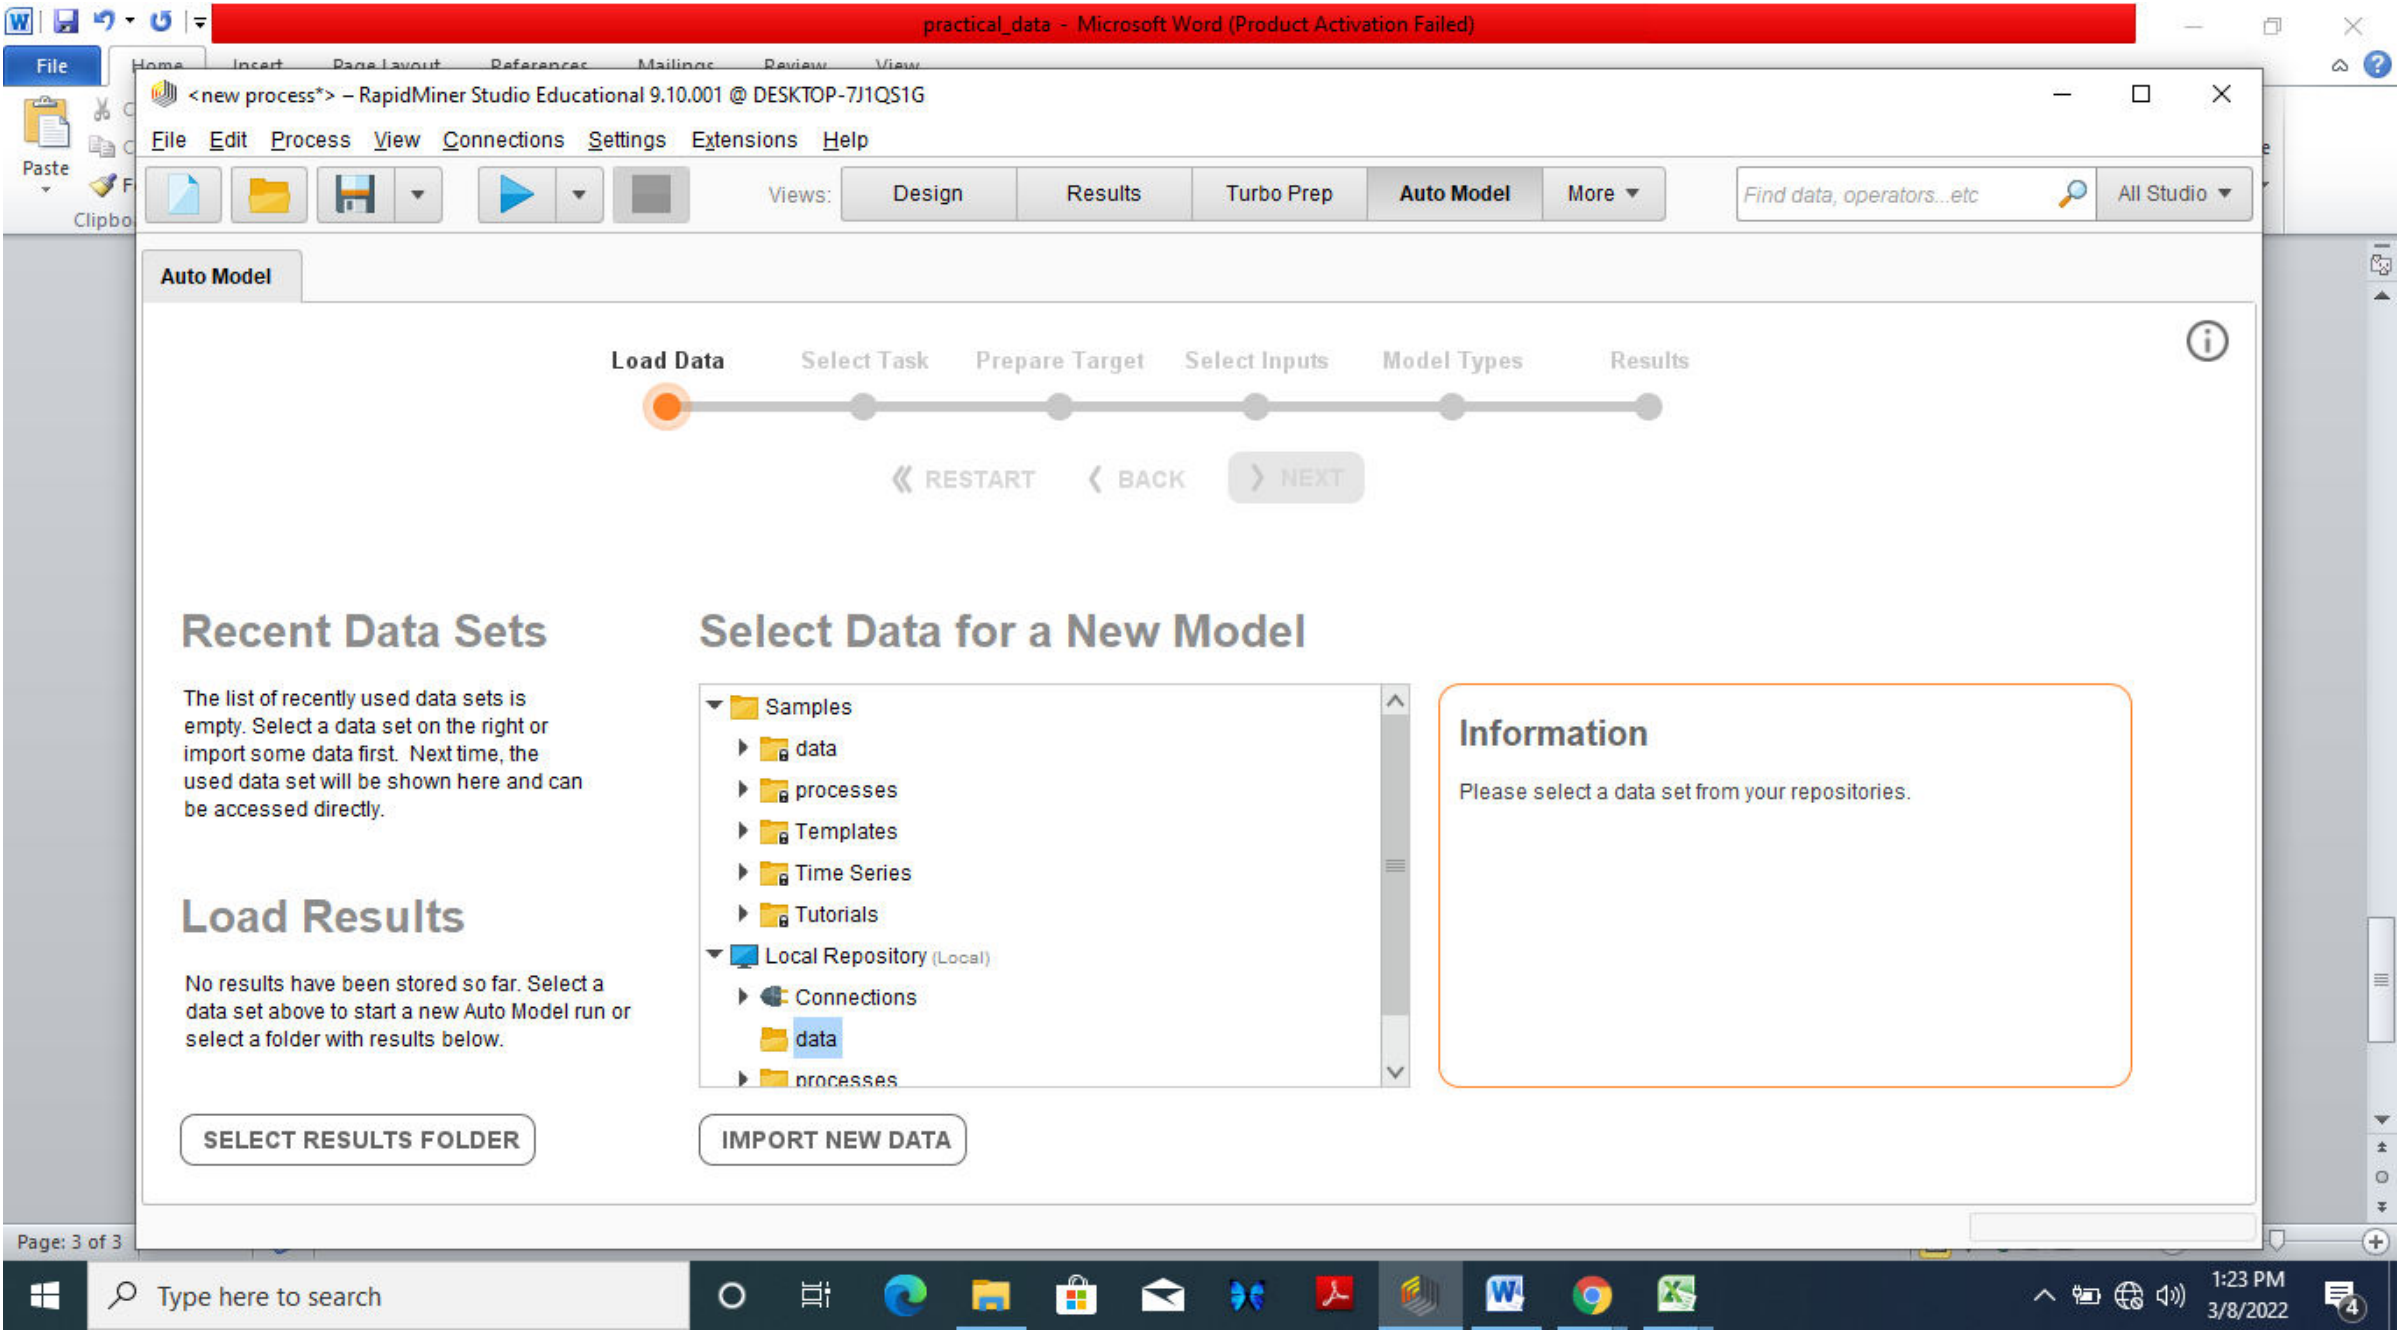 practical_data - Microsoft Word (Product Activation Failed)
File Home Insert Page Layout References Mailings Review View
<new process*> – RapidMiner Studio Educational 9.10.001 @ DESKTOP-7J1QS1G
File Edit Process View Connections Settings Extensions Help
Paste
Clipbo
Views: Design Results Turbo Prep Auto Model More Find data, operators...etc All Studio
Auto Model
Load Data Select Task Prepare Target Select Inputs Model Types Results
RESTART BACK NEXT
Recent Data Sets
The list of recently used data sets is
empty. Select a data set on the right or
import some data first. Next time, the
used data set will be shown here and can
be accessed directly.
Load Results
No results have been stored so far. Select a
data set above to start a new Auto Model run or
select a folder with results below.
SELECT RESULTS FOLDER
Select Data for a New Model
Samples
data
processes
Templates
Time Series
Tutorials
Local Repository (Local)
Connections
data
processes
IMPORT NEW DATA
Information
Please select a data set from your repositories.
Page: 3 of 3
Type here to search
1:23 PM
3/8/2022
4